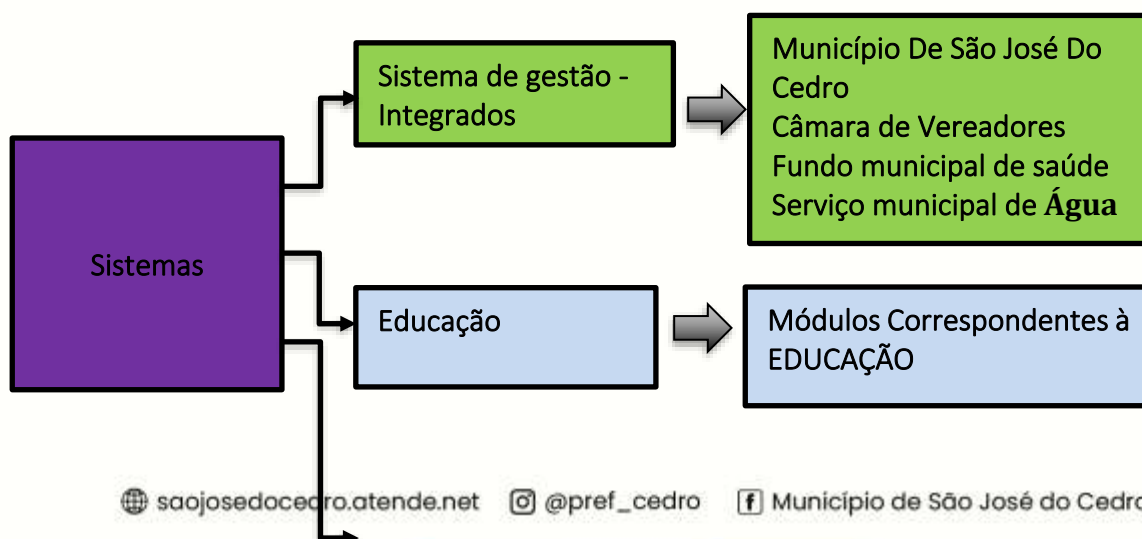 Sistema de gestão -
Integrados
Município De São José Do
Cedro
Câmara de Vereadores
Fundo municipal de saúde
Serviço municipal de Água
Sistemas
Educação
Módulos Correspondentes à
EDUCAÇÃO
saojosedocedro.atende.net @pref_cedro Município de São José do Cedro